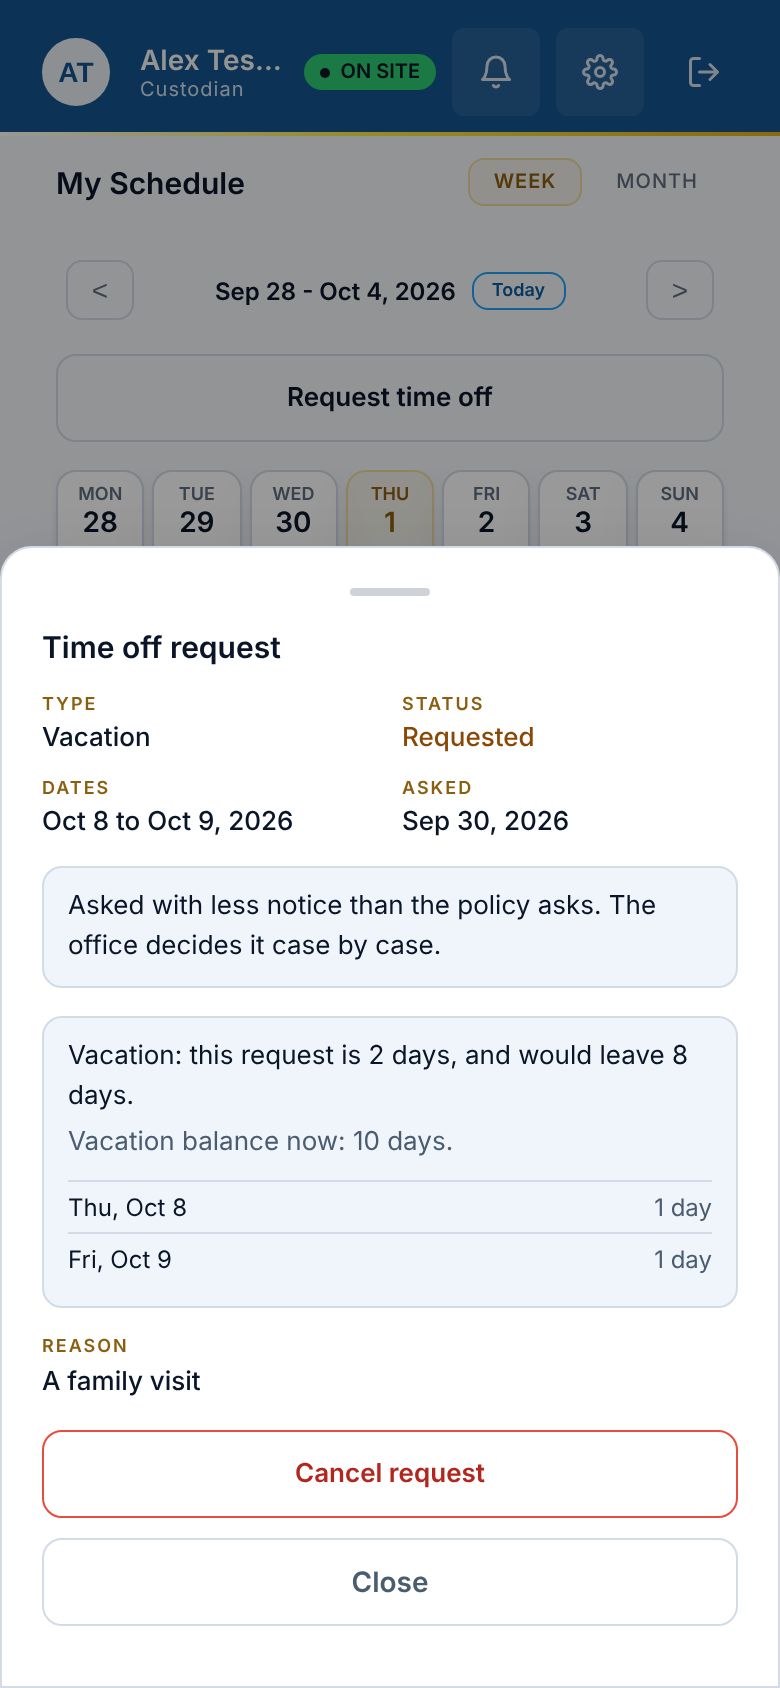 AT
Alex Tes...
Custodian
ON SITE
My Schedule
WEEK
MONTH
<
Sep 28 - Oct 4, 2026
Today
>
Request time off
MON
28
TUE
29
WED
30
THU
1
FRI
2
SAT
3
SUN
4
Time off request
TYPE
Vacation
STATUS
Requested
DATES
Oct 8 to Oct 9, 2026
ASKED
Sep 30, 2026
Asked with less notice than the policy asks. The
office decides it case by case.
Vacation: this request is 2 days, and would leave 8
days.
Vacation balance now: 10 days.
Thu, Oct 8 1 day
Fri, Oct 9 1 day
REASON
A family visit
Cancel request
Close